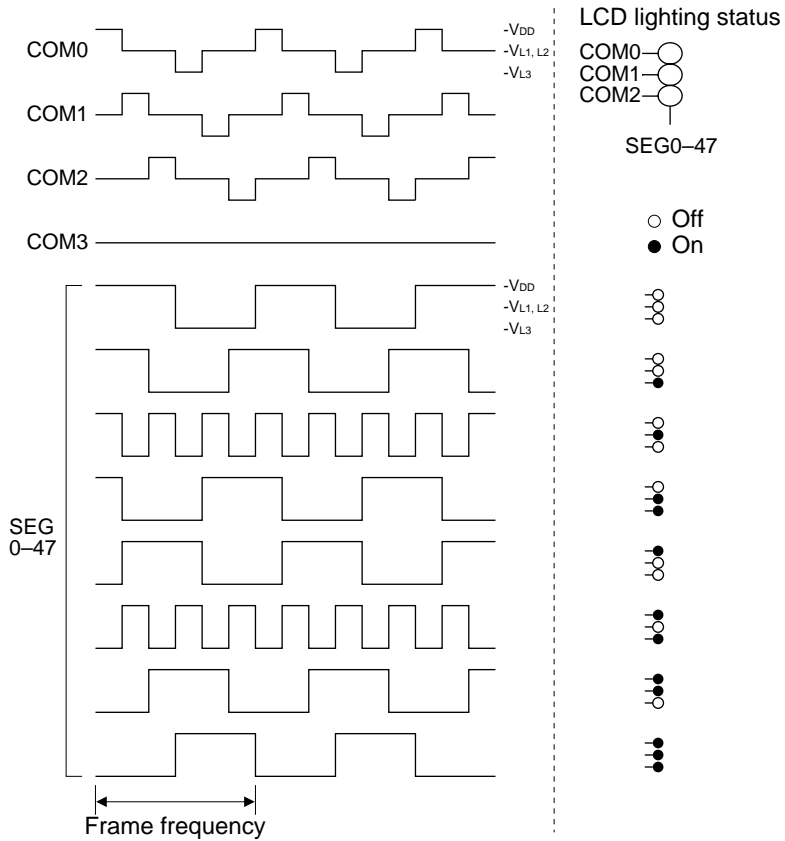 LCD lighting status
COM0
-VDD
-VL1, L2
-VL3
COM0
COM1
COM2
SEG0–47
COM1
COM2
COM3
Off
On
-VDD
-VL1, L2
-VL3
SEG
0–47
Frame frequency